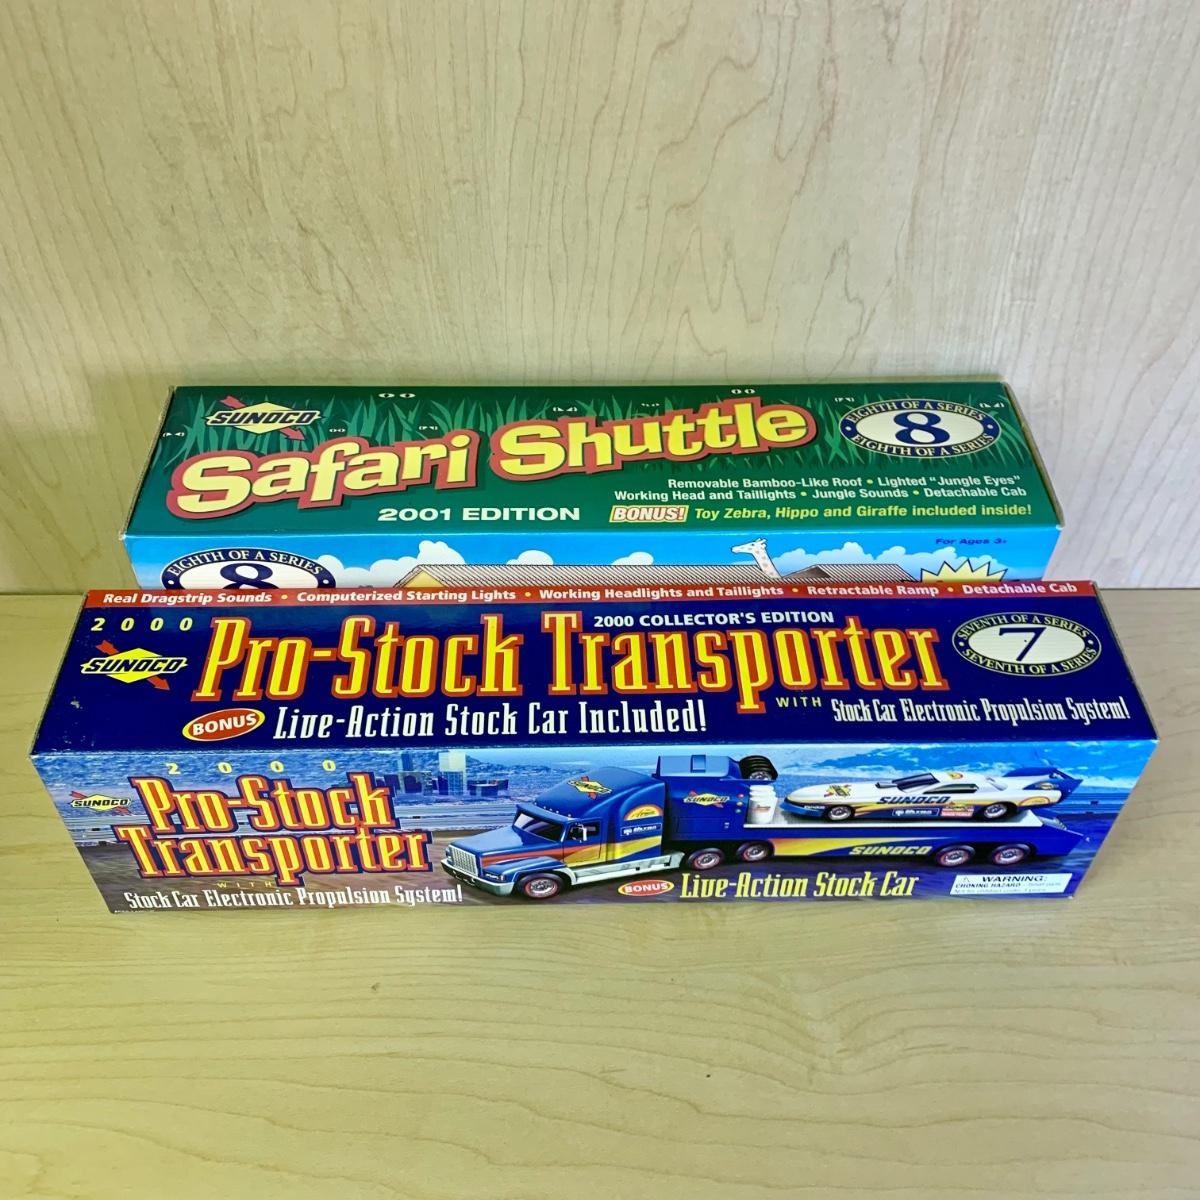 SUNOCO
Safari Shuttle
EIGHTH OF A SERIES
8
EIGHTH OF A SERIES
Removable Bamboo-Like Roof • Lighted "Jungle Eyes"
Working Head and Taillights • Jungle Sounds • Detachable Cab
2001 EDITION
BONUS! Toy Zebra, Hippo and Giraffe included inside!
For Ages 3+
EIGHTH OF A SERIES
8
Real Dragstrip Sounds • Computerized Starting Lights • Working Headlights and Taillights • Retractable Ramp • Detachable Cab
2000
2000 COLLECTOR'S EDITION
SUNOCO
Pro-Stock Transporter
SEVENTH OF A SERIES
7
SEVENTH OF A SERIES
WITH Stock Car Electronic Propulsion System!
BONUS Live-Action Stock Car Included!
2000
SUNOCO
Pro-Stock
Transporter
WITH
Stock Car Electronic Propulsion System!
SUNOCO
SUNOCO
SUNOCO
BONUS Live-Action Stock Car
WARNING:
CHOKING HAZARD - Small parts